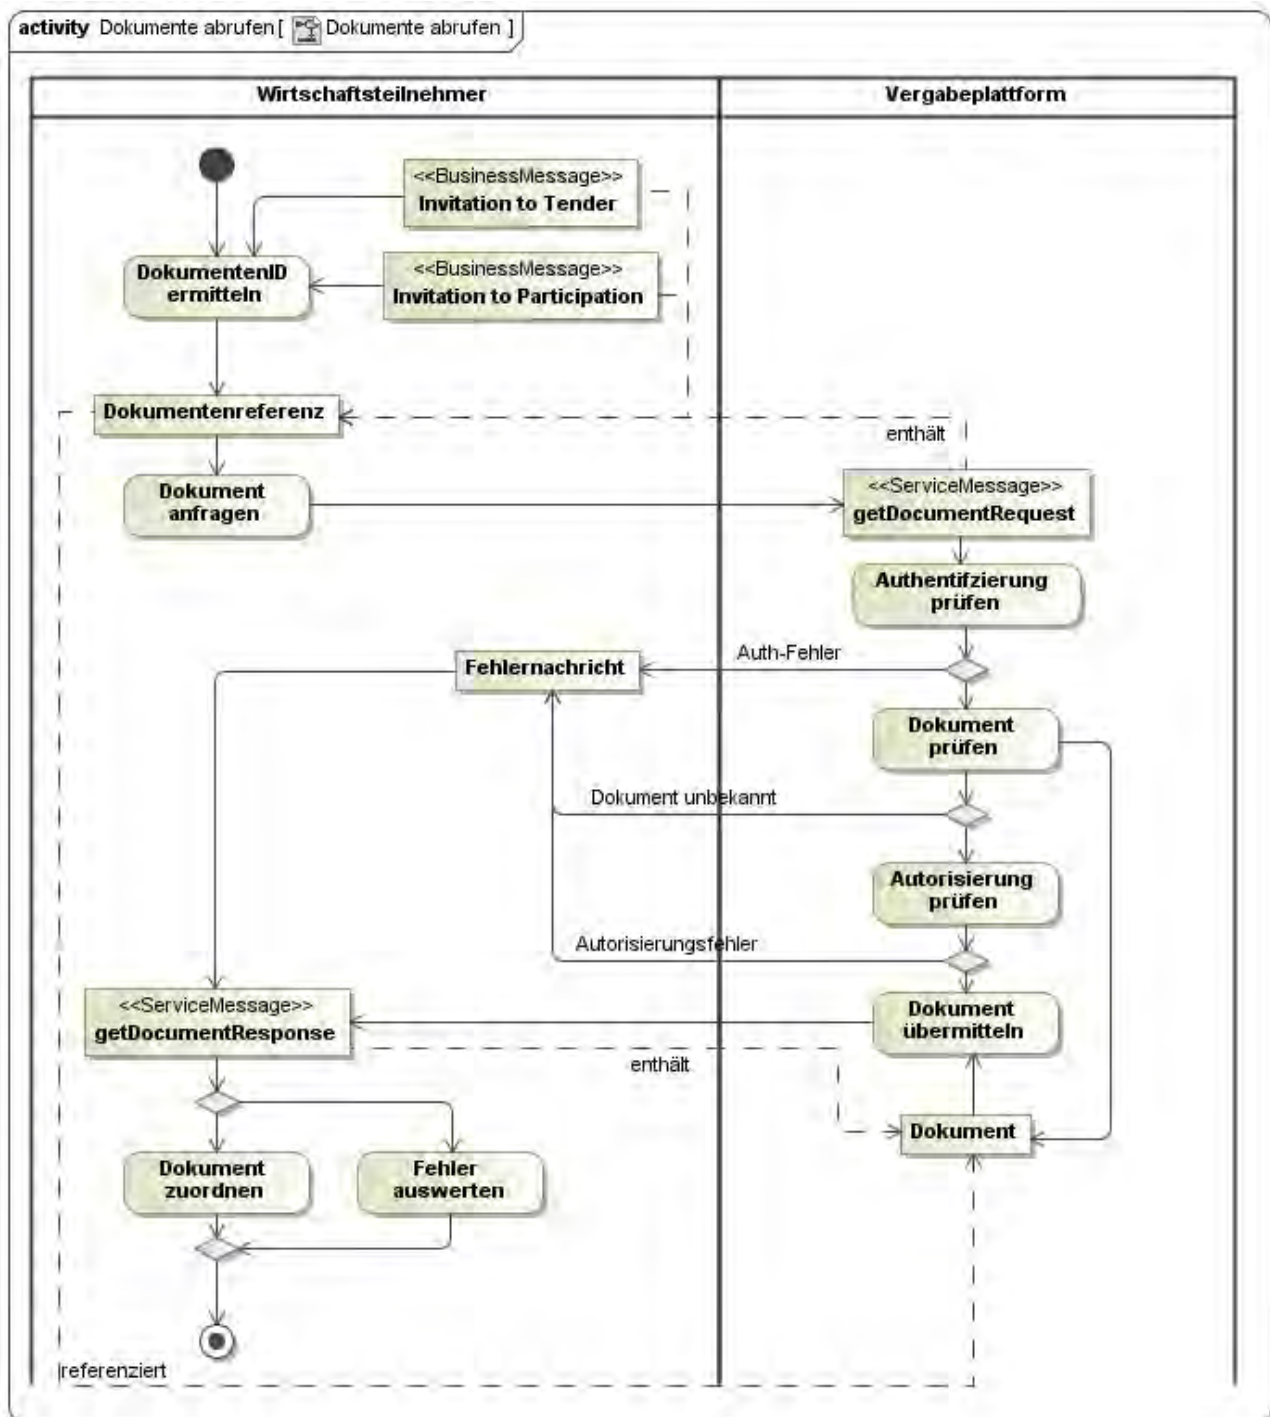 activity Dokumente abrufen [ Dokumente abrufen ]
Wirtschaftsteilnehmer
Vergabeplattform
<<BusinessMessage>>
Invitation to Tender
DokumentenID
ermitteln
<<BusinessMessage>>
Invitation to Participation
Dokumentenreferenz
enthält
Dokument
anfragen
<<ServiceMessage>>
getDocumentRequest
Authentifzierung
prüfen
Auth-Fehler
Fehlernachricht
Dokument
prüfen
Dokument unbekannt
Autorisierung
prüfen
Autorisierungsfehler
<<ServiceMessage>>
getDocumentResponse
Dokument
übermitteln
enthält
Dokument
Dokument
zuordnen
Fehler
auswerten
referenziert